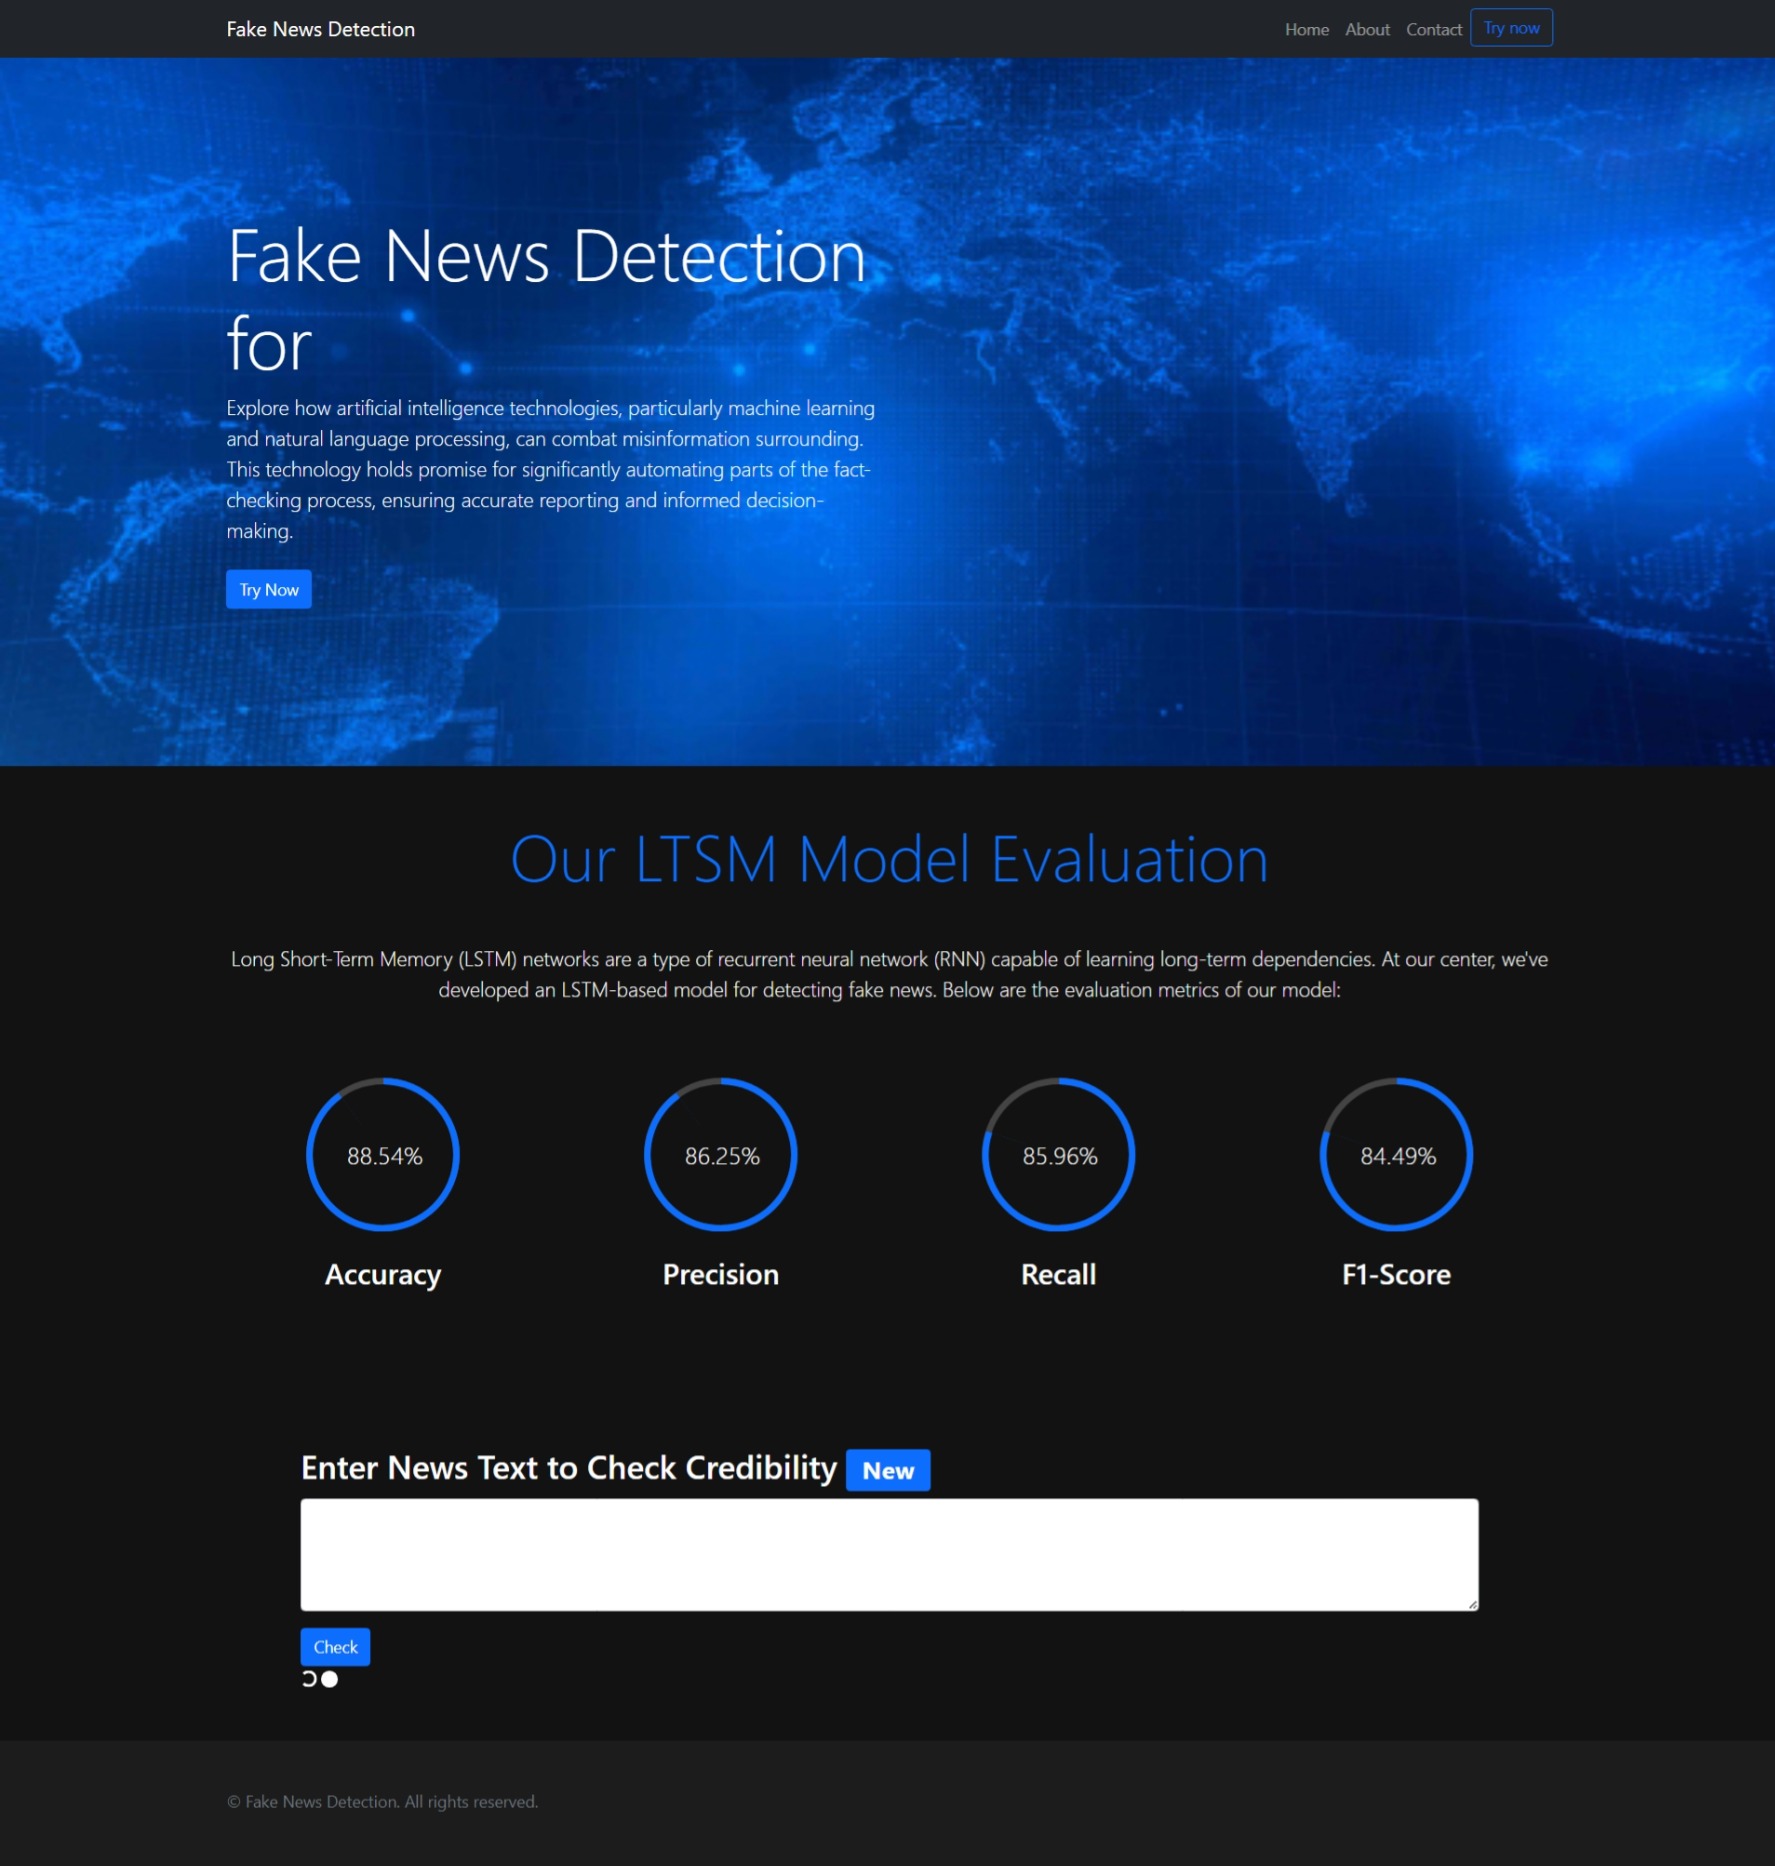 Fake News Detection
Home About Contact Try now
Fake News Detection
for
Explore how artificial intelligence technologies, particularly machine learning
and natural language processing, can combat misinformation surrounding.
This technology holds promise for significantly automating parts of the fact-
checking process, ensuring accurate reporting and informed decision-
making.
Try Now
Our LTSM Model Evaluation
Long Short-Term Memory (LSTM) networks are a type of recurrent neural network (RNN) capable of learning long-term dependencies. At our center, we've
developed an LSTM-based model for detecting fake news. Below are the evaluation metrics of our model:
88.54% 86.25% 85.96% 84.49%
Accuracy Precision Recall F1-Score
Enter News Text to Check Credibility New
Check
© Fake News Detection. All rights reserved.